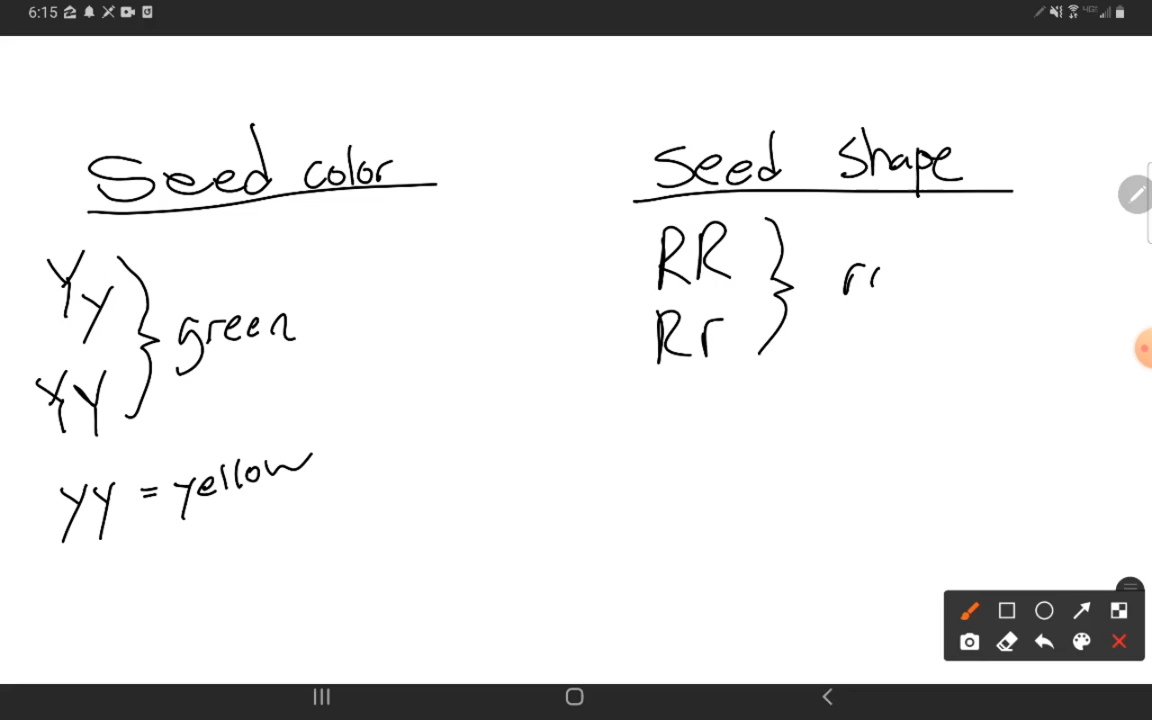 6:15
Seed color
Yy
YY
green
yy = yellow
Seed shape
RR
Rr